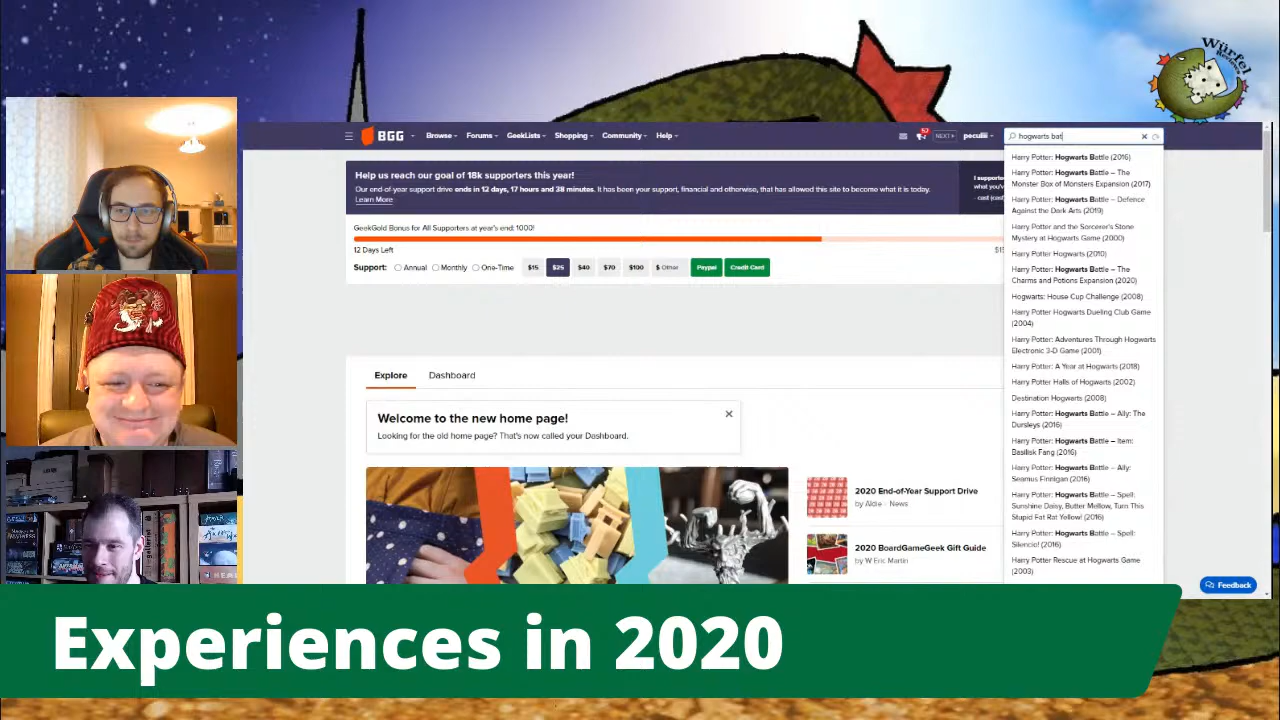 Würfel
BGG
Browse
Forums
GeekLists
Shopping
Community
Help
NEXT
52
peculiii
hogwarts bat
Help us reach our goal of 18k supporters this year!
Our end-of-year support drive ends in 12 days, 17 hours and 38 minutes. It has been your support, financial and otherwise, that has allowed this site to become what it is today.
Learn More
I supporte
what you'v
- cast (cast
GeekGold Bonus for All Supporters at year's end: 1000!
12 Days Left
$15
Support: Annual Monthly One-Time $15 $25 $40 $70 $100 $ Other Paypal Credit Card
Harry Potter: Hogwarts Battle (2016)
Harry Potter: Hogwarts Battle – The
Monster Box of Monsters Expansion (2017)
Harry Potter: Hogwarts Battle – Defence
Against the Dark Arts (2019)
Harry Potter and the Sorcerer's Stone
Mystery at Hogwarts Game (2000)
Harry Potter Hogwarts (2010)
Harry Potter: Hogwarts Battle – The
Charms and Potions Expansion (2020)
Hogwarts: House Cup Challenge (2008)
Harry Potter Hogwarts Dueling Club Game
(2004)
Harry Potter: Adventures Through Hogwarts
Electronic 3-D Game (2001)
Harry Potter: A Year at Hogwarts (2018)
Harry Potter Halls of Hogwarts (2002)
Destination Hogwarts (2008)
Harry Potter: Hogwarts Battle – Ally: The
Dursleys (2016)
Harry Potter: Hogwarts Battle – Item:
Basilisk Fang (2016)
Harry Potter: Hogwarts Battle – Ally:
Seamus Finnigan (2016)
Harry Potter: Hogwarts Battle – Spell:
Sunshine Daisy, Butter Mellow, Turn This
Stupid Fat Rat Yellow! (2016)
Harry Potter: Hogwarts Battle – Spell:
Silencio! (2016)
Harry Potter Rescue at Hogwarts Game
(2003)
Explore
Dashboard
Welcome to the new home page!
Looking for the old home page? That's now called your Dashboard.
2020 End-of-Year Support Drive
by Aldie - News
2020 BoardGameGeek Gift Guide
by W Eric Martin
Feedback
Experiences in 2020